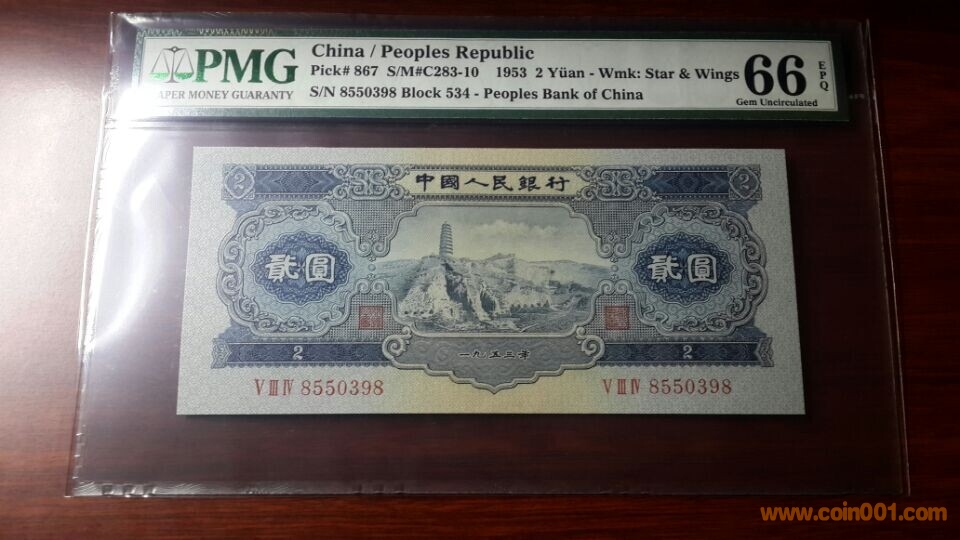 PMG
PAPER MONEY GUARANTY
China / Peoples Republic
Pick# 867 S/M#C283-10 1953 2 Yüan - Wmk: Star & Wings
S/N 8550398 Block 534 - Peoples Bank of China
66 EPQ
Gem Uncirculated
中國人民銀行
2 2
貳圓 貳圓
一九五三年
2 2
V III IV 8550398 V III IV 8550398
www.coin001.com